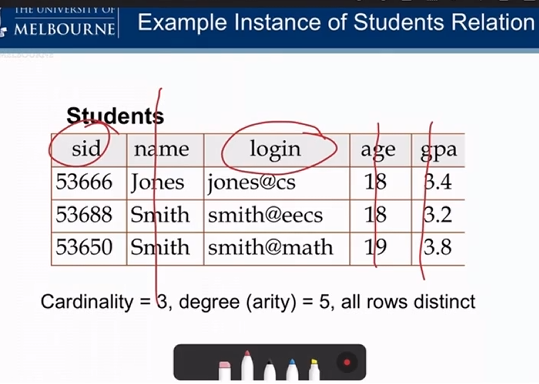 THE UNIVERSITY OF
MELBOURNE
Example Instance of Students Relation
Students
sid name login age gpa
53666 Jones jones@cs 18 3.4
53688 Smith smith@eecs 18 3.2
53650 Smith smith@math 19 3.8
Cardinality = 3, degree (arity) = 5, all rows distinct